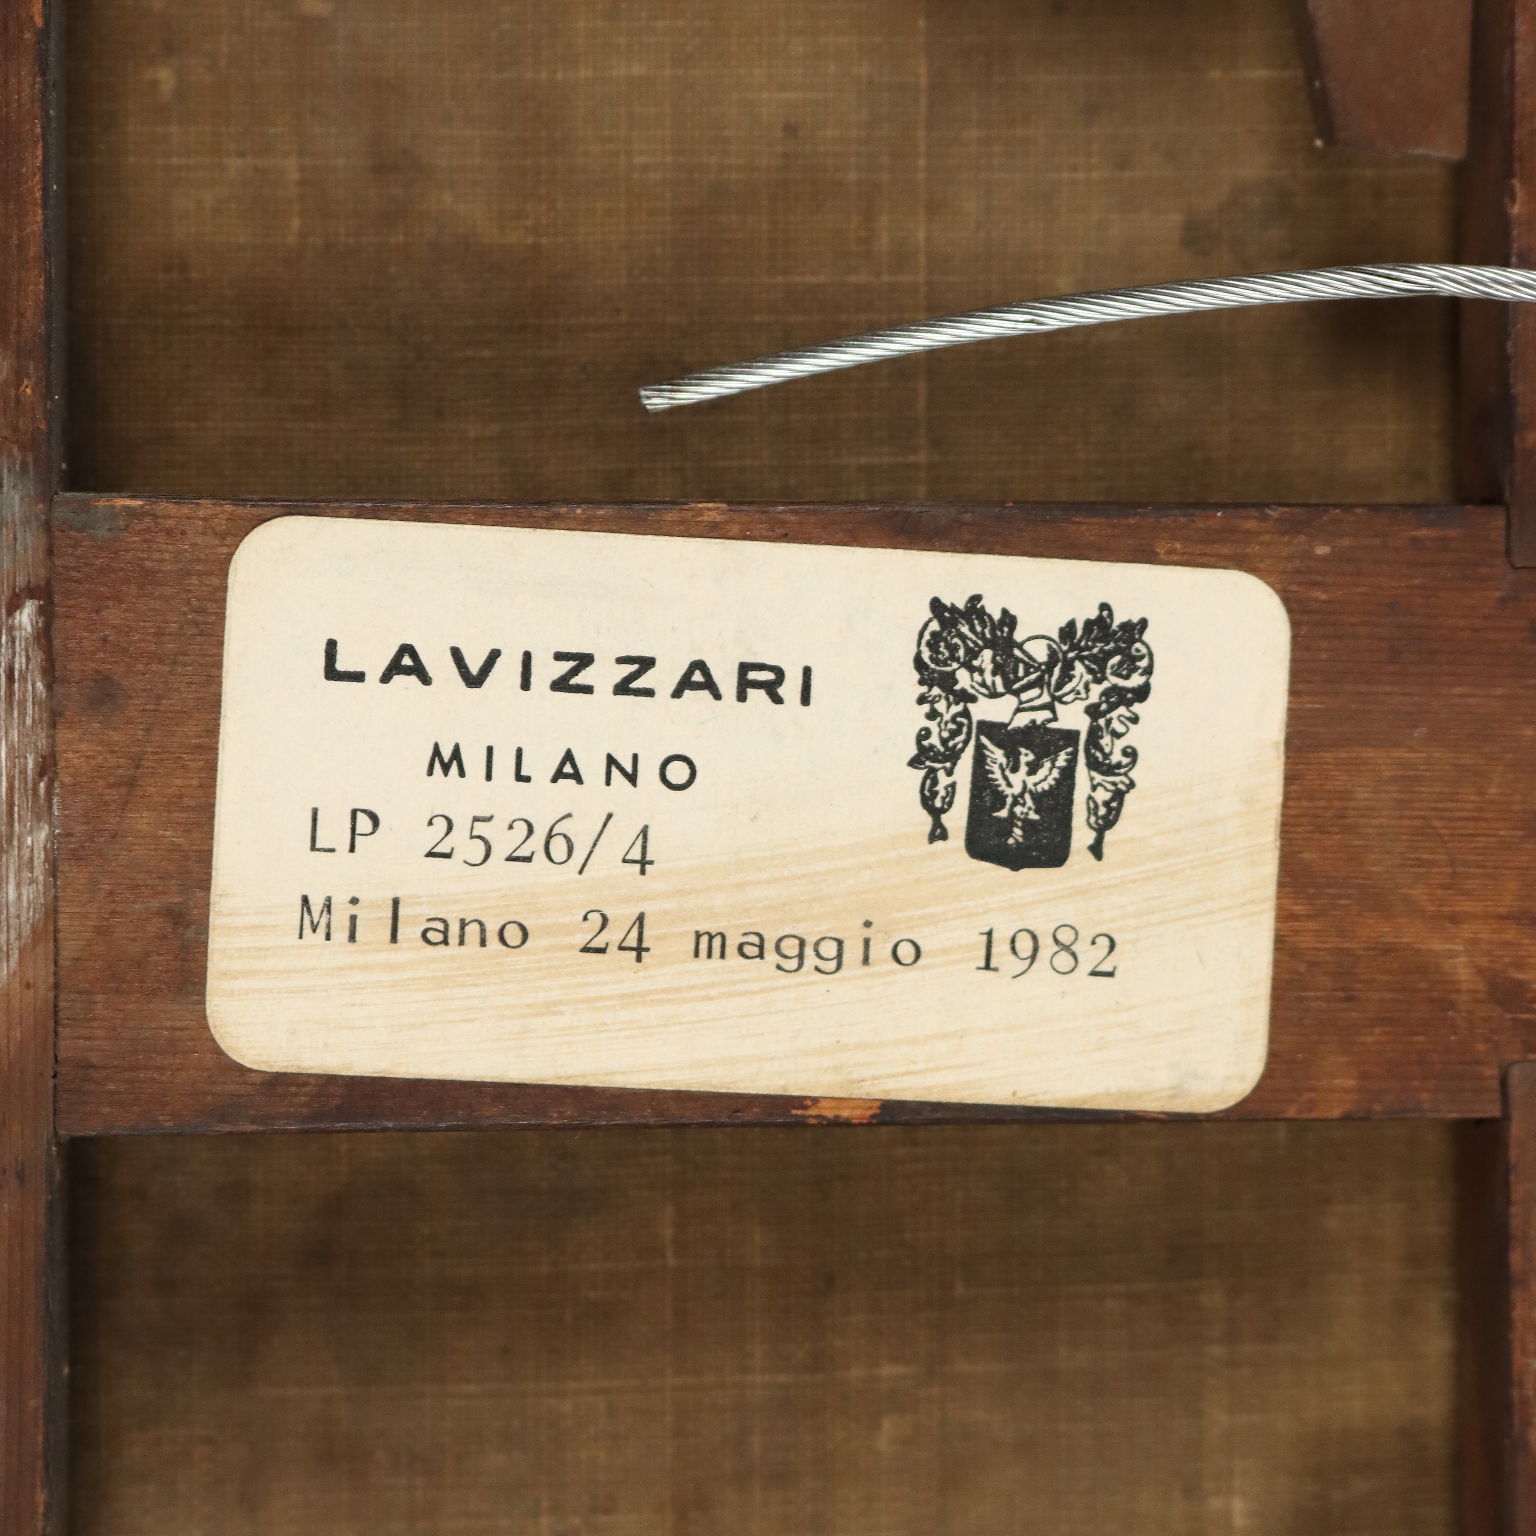 LAVIZZARI
MILANO
LP 2526/4
Milano 24 maggio 1982